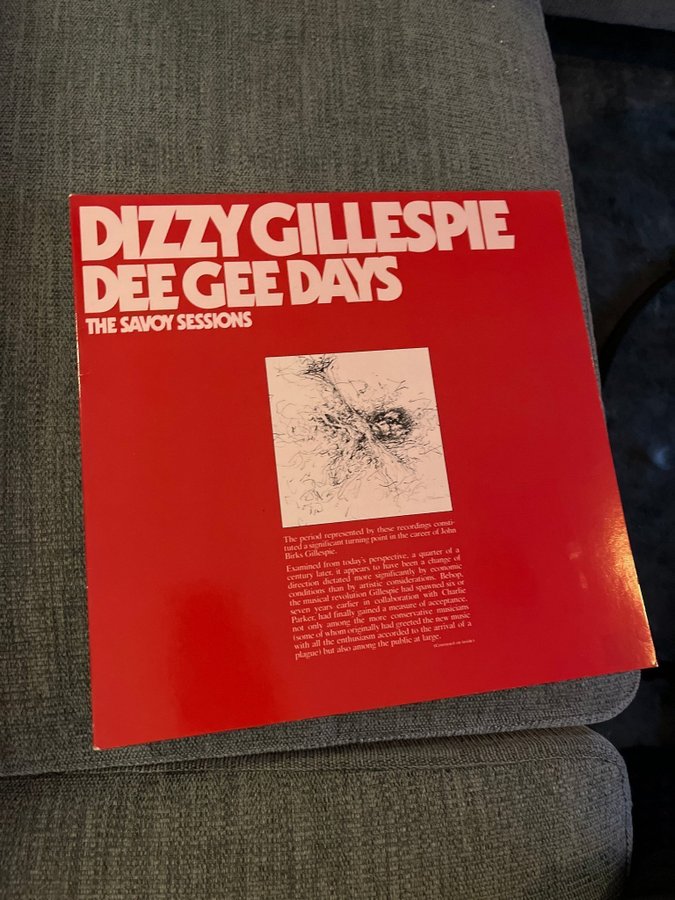 DIZZY GILLESPIE
DEE GEE DAYS
THE SAVOY SESSIONS
The period represented by these recordings consti-
tuted a significant turning point in the career of John
Birks Gillespie.
Examined from today's perspective, a quarter of a
century later, it appears to have been a change of
direction dictated more significantly by economic
conditions than by artistic considerations. Bebop,
the musical revolution Gillespie had spawned six or
seven years earlier in collaboration with Charlie
Parker, had finally gained a measure of acceptance,
not only among the more conservative musicians
(some of whom originally had greeted the new music
with all the enthusiasm accorded to the arrival of a
plague) but also among the public at large.